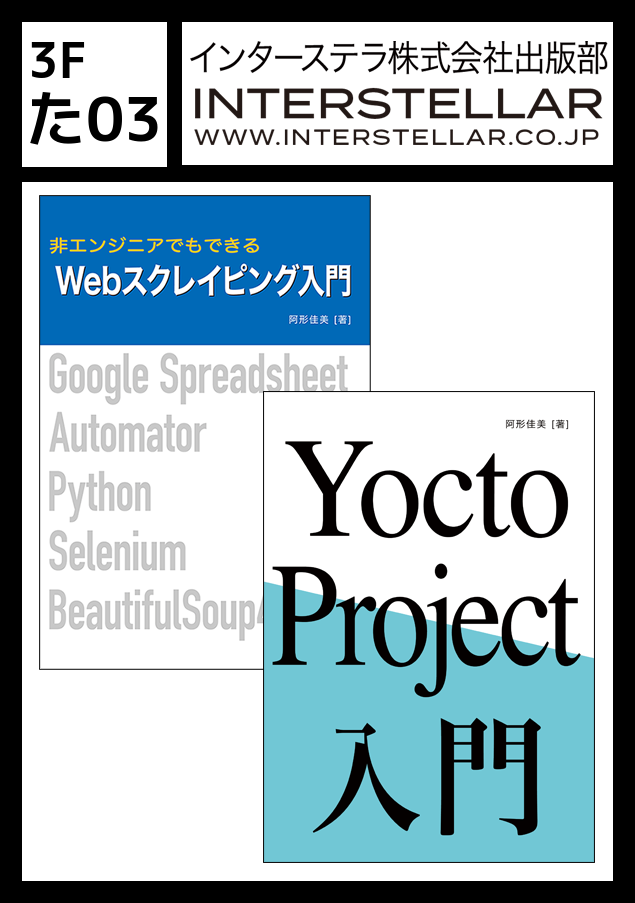 3F
た03
インターステラ株式会社出版部
INTERSTELLAR
WWW.INTERSTELLAR.CO.JP
非エンジニアでもできる
Webスクレイピング入門
阿形佳美 [著]
Google Spreadsheet
Automator
Python
Selenium
BeautifulSoup4
阿形佳美 [著]
Yocto
Project
入門